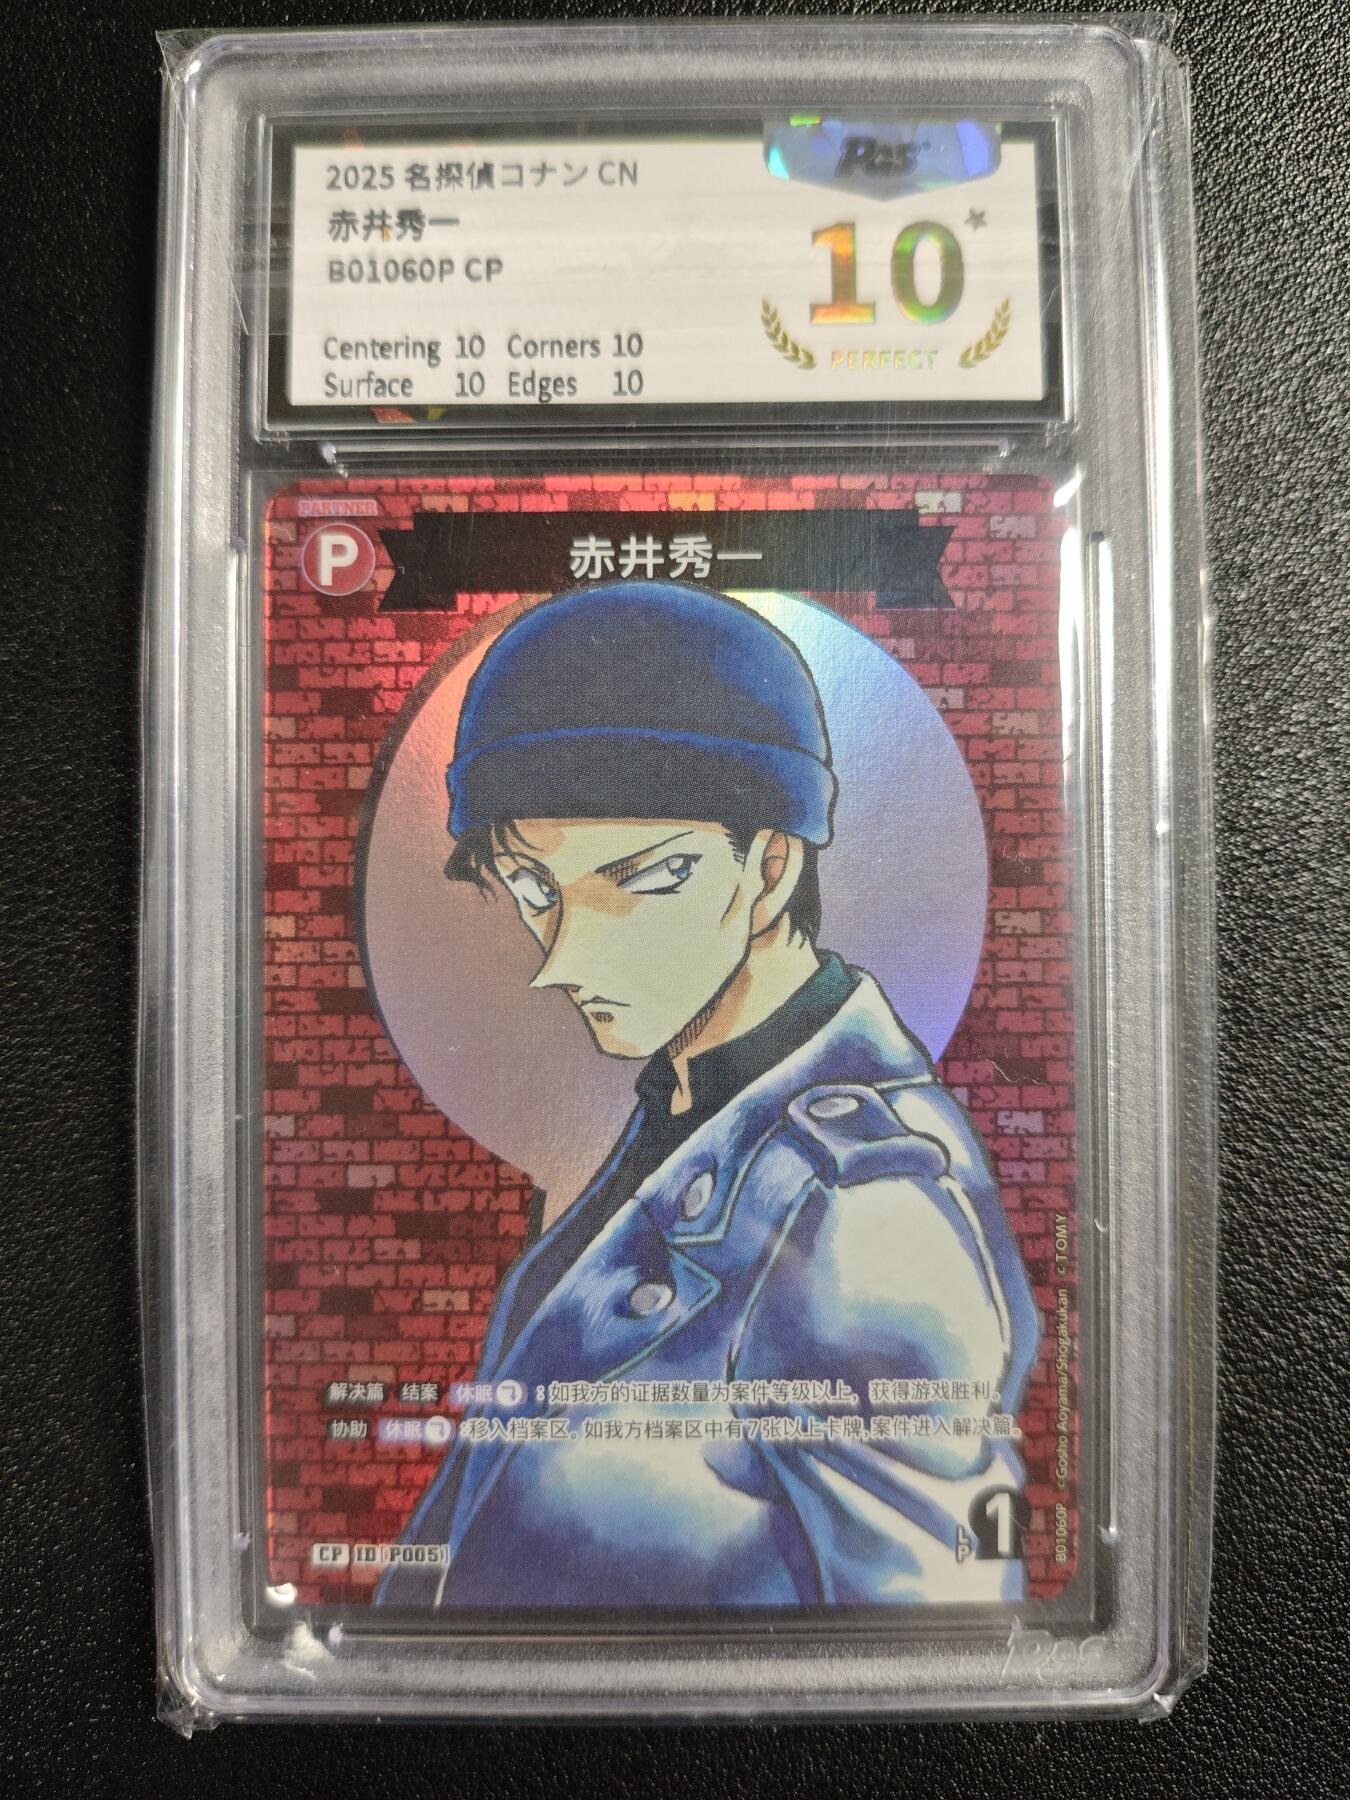 2025 名探偵コナン CN
赤井秀一
B01060P CP
Centering 10 Corners 10
Surface 10 Edges 10
PGS
10
PERFECT
PARTNER
P
赤井秀一
解决篇 结案 休眠 :如我方的证据数量为案件等级以上，获得游戏胜利。
协助 休眠 :移入档案区。如我方档案区中有7张以上卡牌,案件进入解决篇。
CP ID P005
LP 1
B01060P ©Gosho Aoyama/Shogakukan ©TOMY
PGS